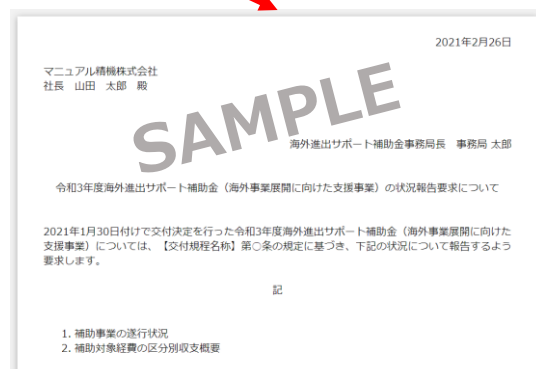 2021年2月26日
マニュアル精機株式会社
社長 山田 太郎 殿
SAMPLE
海外進出サポート補助金事務局長 事務局 太郎
令和3年度海外進出サポート補助金（海外事業展開に向けた支援事業）の状況報告要求について
2021年1月30日付けで交付決定を行った令和3年度海外進出サポート補助金（海外事業展開に向けた
支援事業）については、【交付規程名称】第○条の規定に基づき、下記の状況について報告するよう
要求します。
記
1. 補助事業の遂行状況
2. 補助対象経費の区分別収支概要